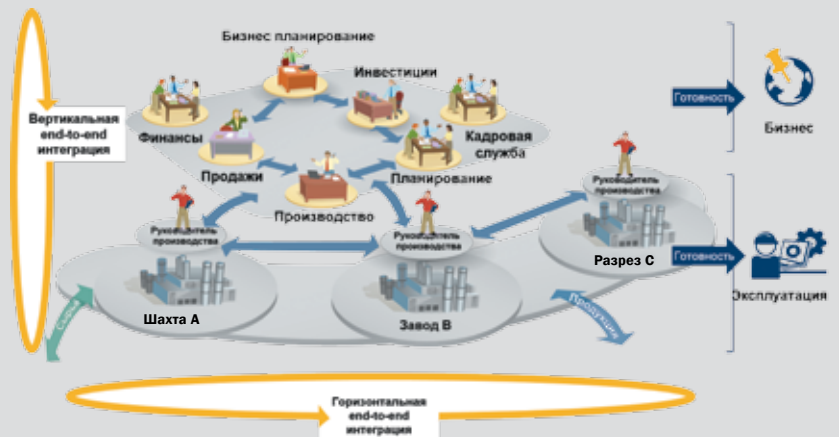 Бизнес планирование
Инвестиции
Финансы
Кадровая
служба
Продажи
Планирование
Производство
Вертикальная
end-to-end
интеграция
Готовность
Бизнес
Руководитель
производства
Руководитель
производства
Руководитель
производства
Разрез С
Готовность
Эксплуатация
Шахта А
Завод В
Сырье
Продукция
Горизонтальная
end-to-end
интеграция